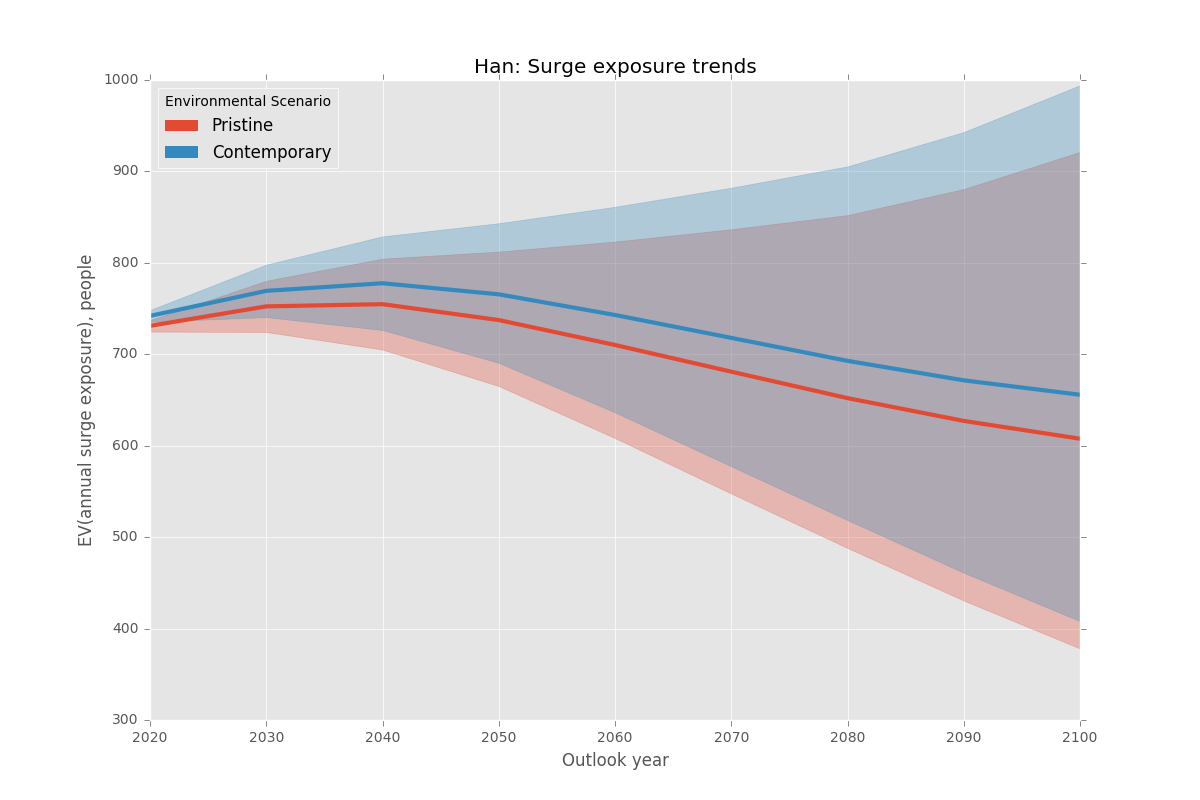 Han: Surge exposure trends
Environmental Scenario
Pristine
Contemporary
EV(annual surge exposure), people
1000
900
800
700
600
500
400
300
2020 2030 2040 2050 2060 2070 2080 2090 2100
Outlook year